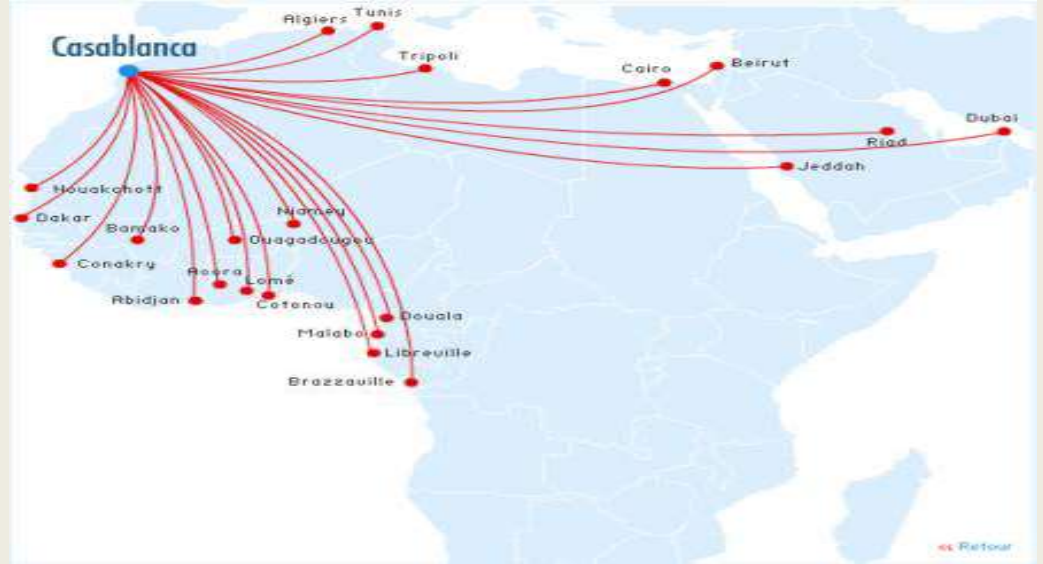 Algiers
Tunis
Casablanca
Tripoli
Cairo
Beirut
Dubai
Riad
Jeddah
Nouakchott
Dakar
Niamey
Bamako
Ouagadougou
Conakry
Accra
Lomé
Abidjan
Cotonou
Douala
Malabo
Libreville
Brazzaville
<< Retour